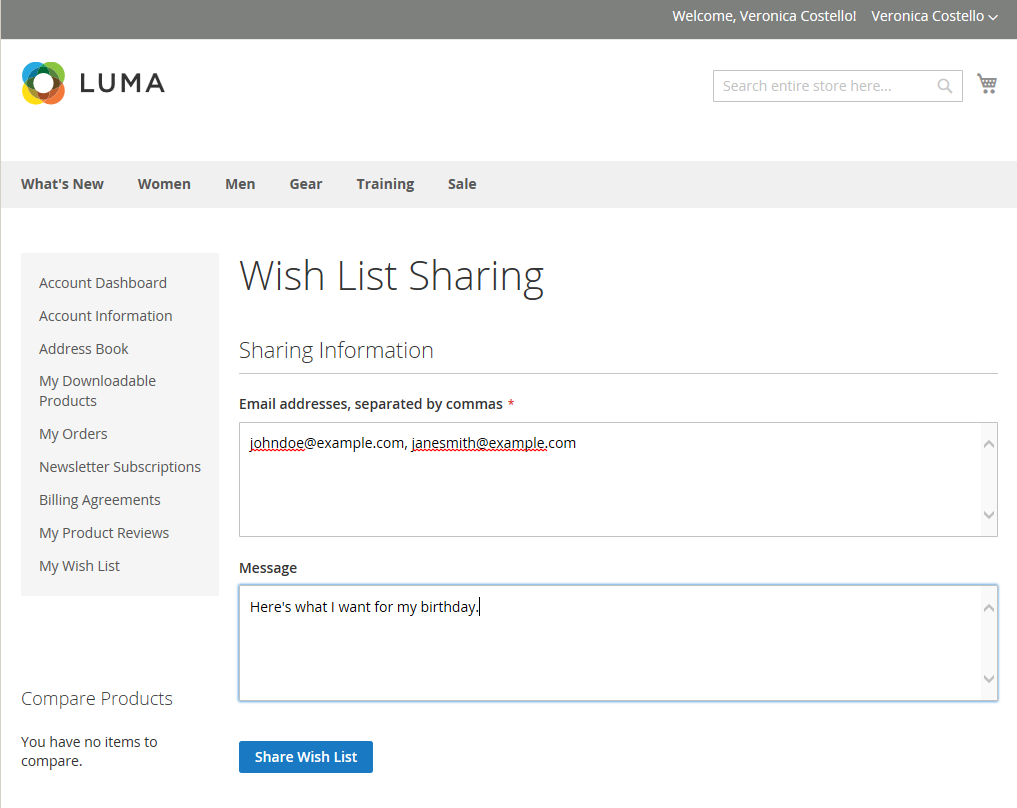 Welcome, Veronica Costello! Veronica Costello
LUMA
Search entire store here...
What's New Women Men Gear Training Sale
Account Dashboard
Account Information
Address Book
My Downloadable
Products
My Orders
Newsletter Subscriptions
Billing Agreements
My Product Reviews
My Wish List
Compare Products
You have no items to
compare.
Wish List Sharing
Sharing Information
Email addresses, separated by commas *
johndoe@example.com, janesmith@example.com
Message
Here's what I want for my birthday.
Share Wish List